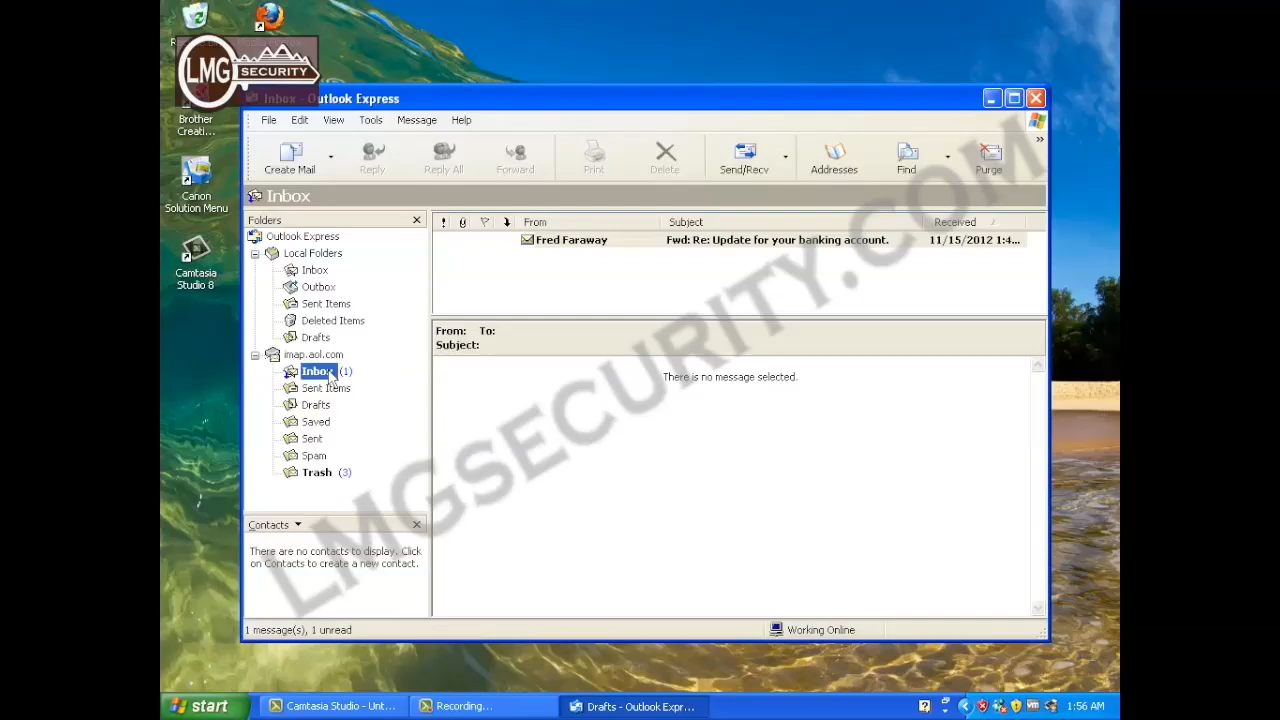 LMG
SECURITY
Brother
Creati...
Canon
Solution Menu
Camtasia
Studio 8
Inbox - Outlook Express
File Edit View Tools Message Help
Create Mail Reply Reply All Forward Print Delete Send/Recv Addresses Find Purge
Inbox
Folders
Outlook Express
Local Folders
Inbox
Outbox
Sent Items
Deleted Items
Drafts
imap.aol.com
Inbox (1)
Sent Items
Drafts
Saved
Sent
Spam
Trash (3)
Contacts
There are no contacts to display. Click
on Contacts to create a new contact.
From Subject Received
Fred Faraway Fwd: Re: Update for your banking account. 11/15/2012 1:4...
From: To:
Subject:
There is no message selected.
LMGSECURITY.COM
1 message(s), 1 unread Working Online
start Camtasia Studio - Unt... Recording... Drafts - Outlook Expr... 1:56 AM